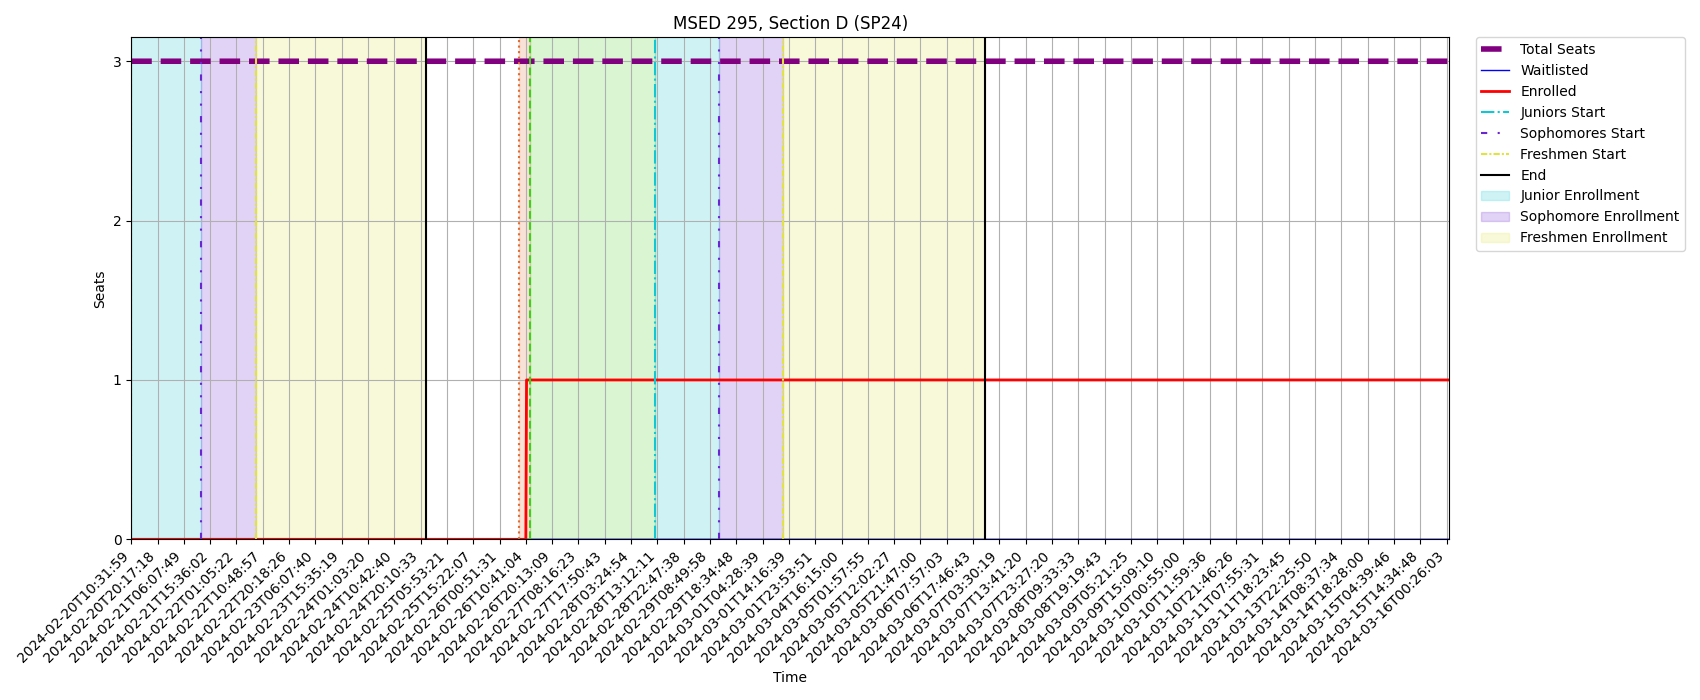 MSED 295, Section D (SP24)
3
2
1
0
Seats
2024-02-20T10:31:59
2024-02-20T20:17:18
2024-02-21T06:07:49
2024-02-21T15:36:02
2024-02-22T01:05:22
2024-02-22T10:48:57
2024-02-22T20:18:26
2024-02-23T06:07:40
2024-02-23T15:35:19
2024-02-24T01:03:20
2024-02-24T10:42:40
2024-02-24T20:10:33
2024-02-25T05:53:21
2024-02-25T15:22:07
2024-02-26T00:51:31
2024-02-26T10:41:04
2024-02-26T20:13:09
2024-02-27T08:16:23
2024-02-27T17:50:43
2024-02-28T03:24:54
2024-02-28T13:12:11
2024-02-28T22:47:38
2024-02-29T08:49:58
2024-02-29T18:34:48
2024-03-01T04:28:39
2024-03-01T14:16:39
2024-03-01T23:53:51
2024-03-04T16:15:00
2024-03-05T01:57:55
2024-03-05T12:02:27
2024-03-05T21:47:00
2024-03-06T07:57:03
2024-03-06T17:46:43
2024-03-07T03:30:19
2024-03-07T13:41:20
2024-03-07T23:27:20
2024-03-08T09:33:33
2024-03-08T19:19:43
2024-03-09T05:21:25
2024-03-09T15:09:10
2024-03-10T00:55:00
2024-03-10T11:59:36
2024-03-10T21:46:26
2024-03-11T07:55:31
2024-03-11T18:23:45
2024-03-13T22:25:50
2024-03-14T08:37:34
2024-03-14T18:28:00
2024-03-15T04:39:46
2024-03-15T14:34:48
2024-03-16T00:26:03
Time
Total Seats
Waitlisted
Enrolled
Juniors Start
Sophomores Start
Freshmen Start
End
Junior Enrollment
Sophomore Enrollment
Freshmen Enrollment